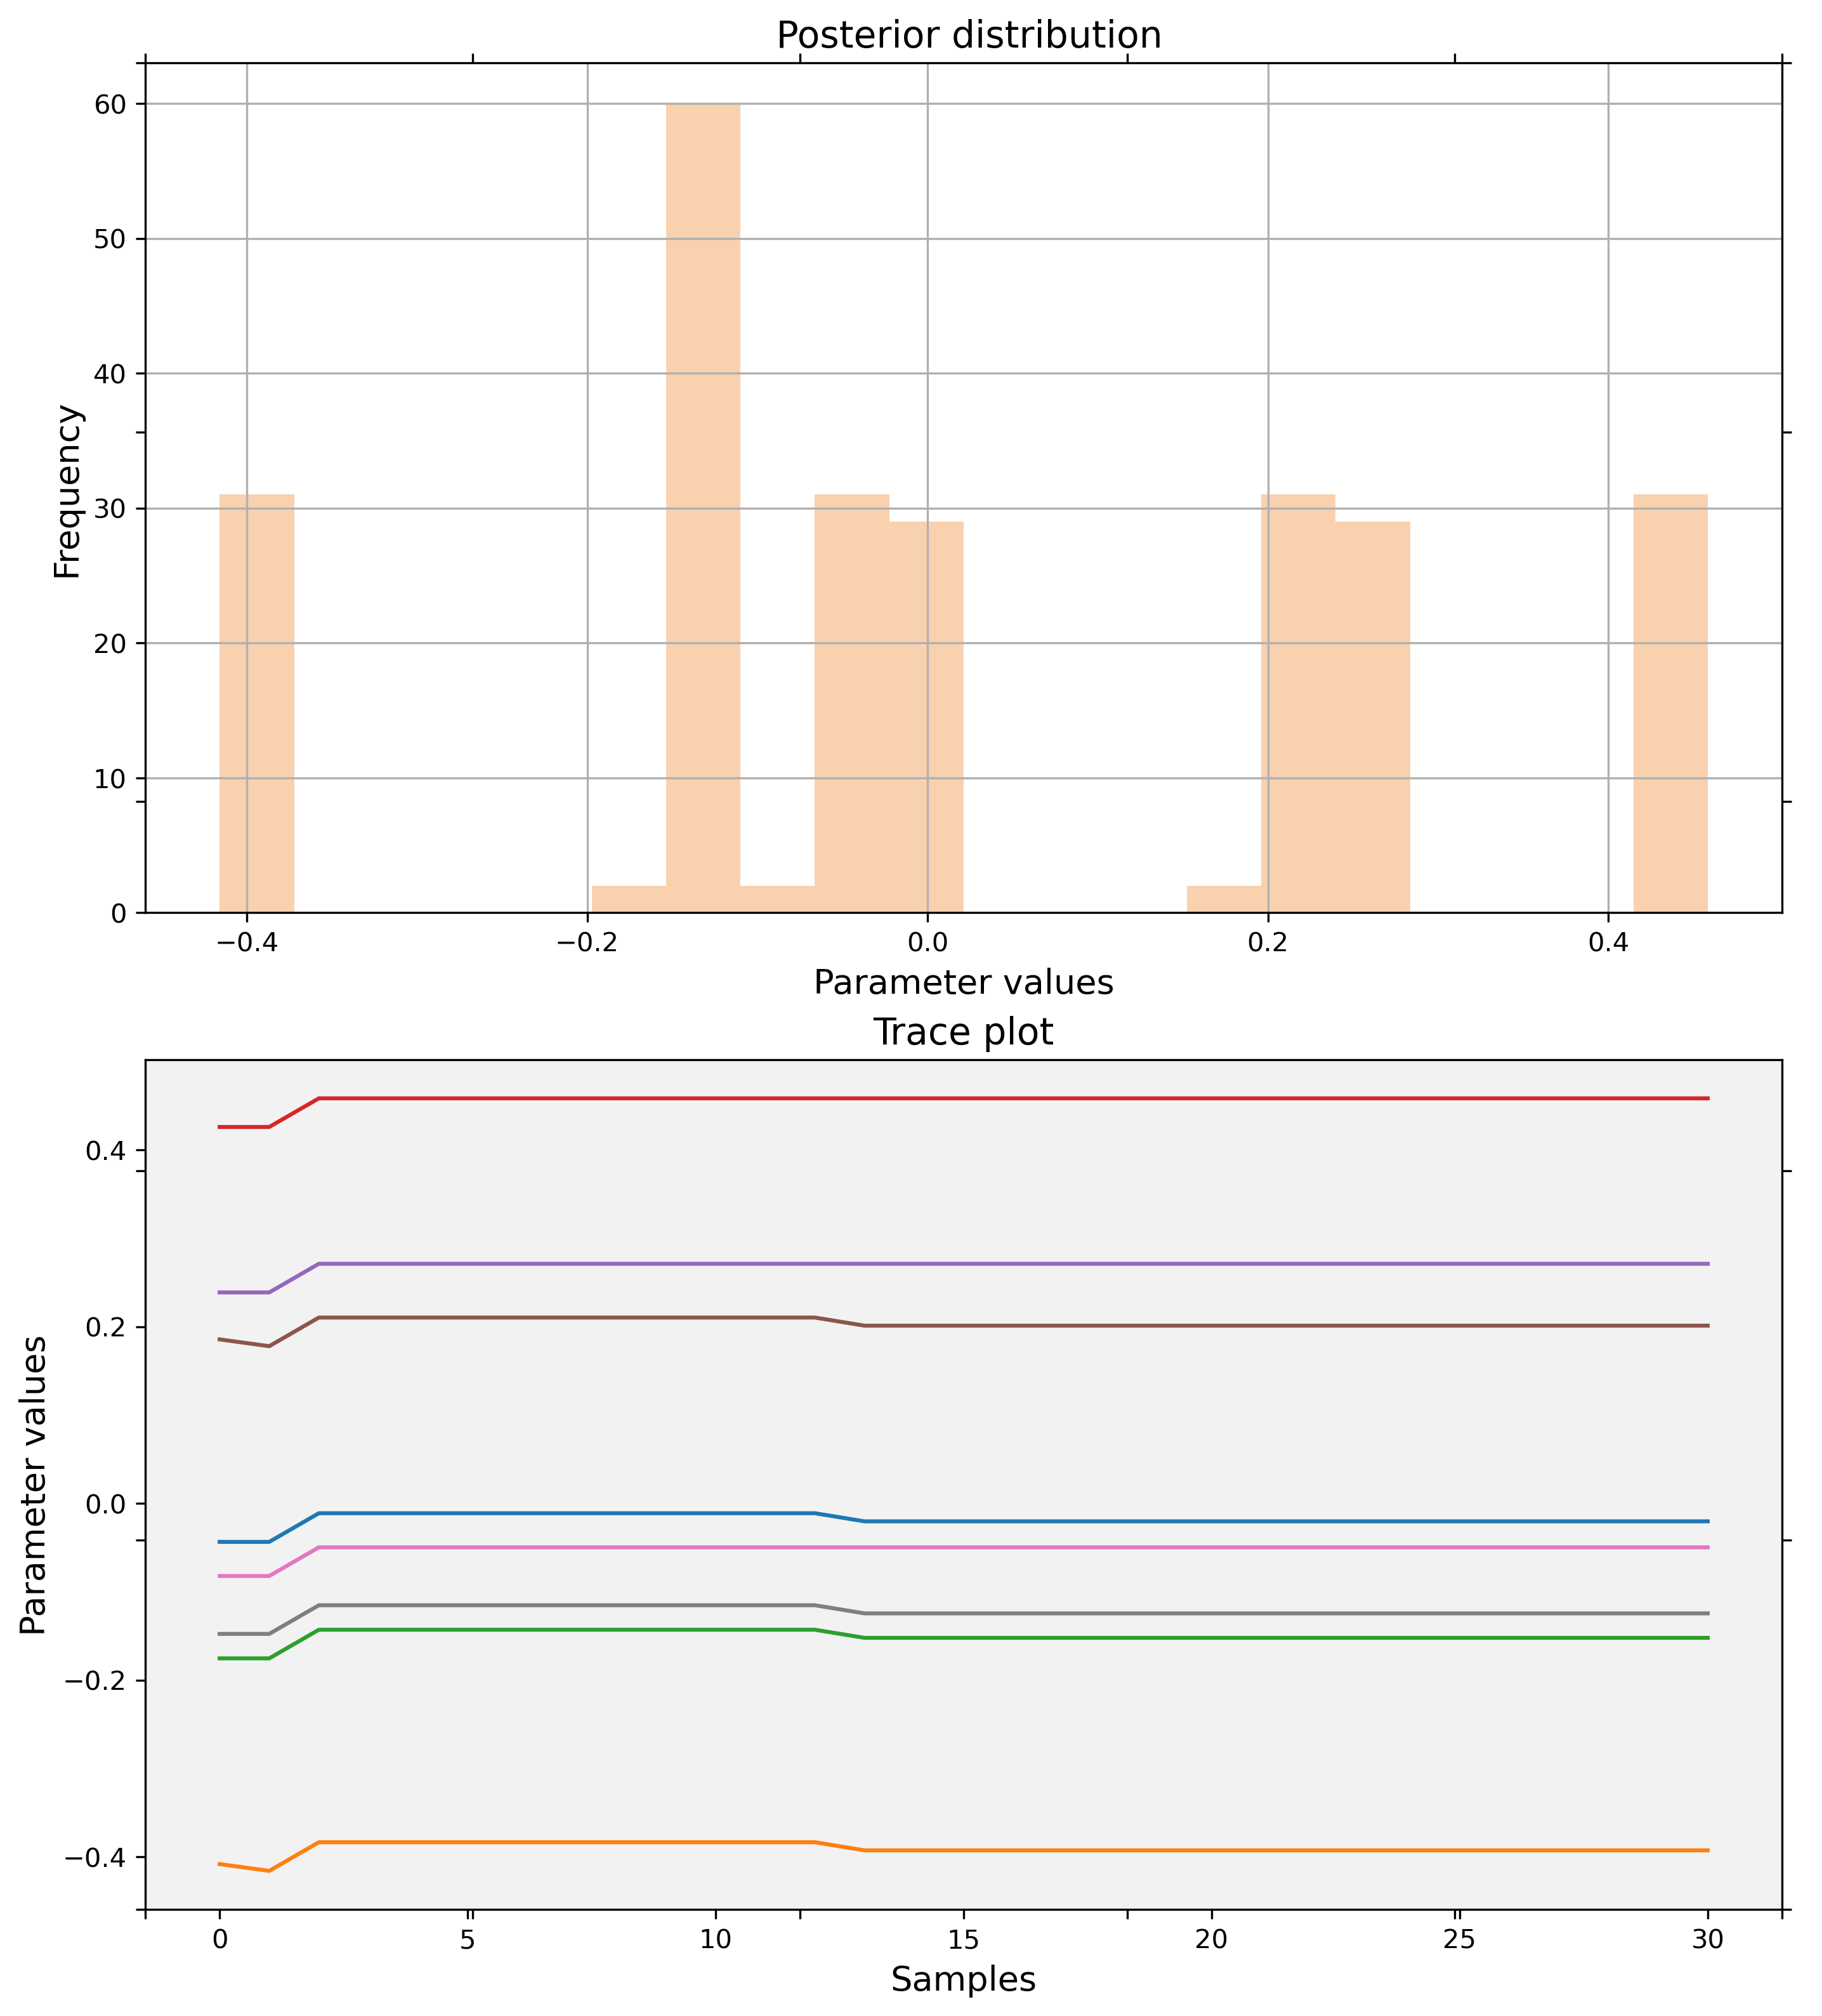 Posterior distribution
60
50
40
30
20
10
0
Frequency
−0.4 −0.2 0.0 0.2 0.4
Parameter values
Trace plot
0.4
0.2
0.0
−0.2
−0.4
Parameter values
0 5 10 15 20 25 30
Samples